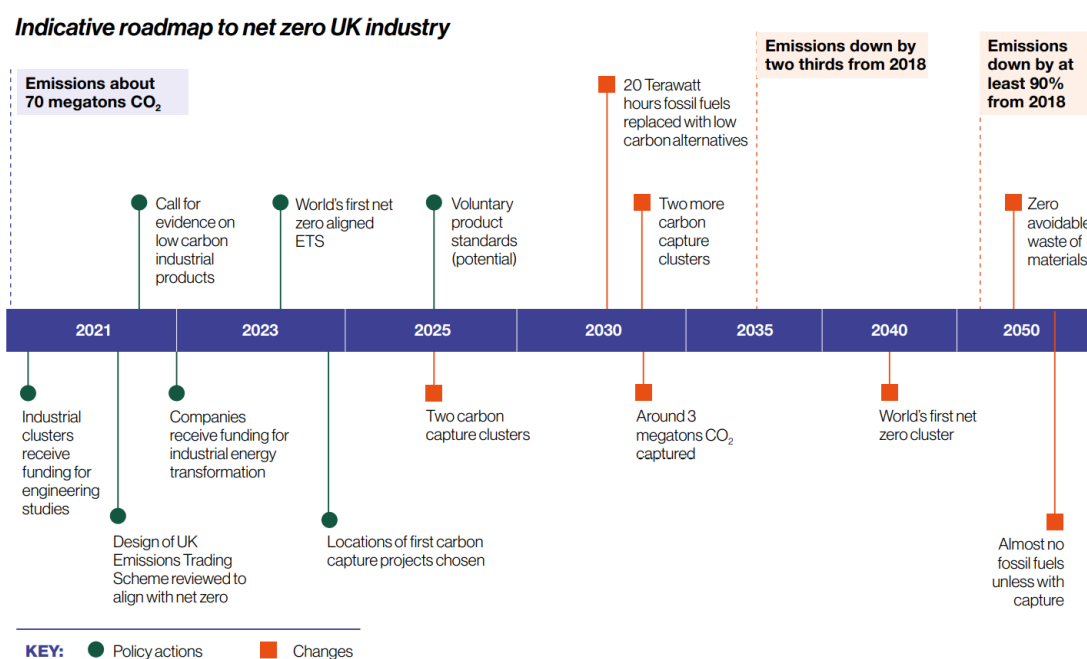 Indicative roadmap to net zero UK industry
Emissions about
70 megatons CO₂
Emissions down by
two thirds from 2018
Emissions
down by at
least 90%
from 2018
20 Terawatt
hours fossil fuels
replaced with low
carbon alternatives
Call for
evidence on
low carbon
industrial
products
World's first net
zero aligned
ETS
Voluntary
product
standards
(potential)
Two more
carbon
capture
clusters
Zero
avoidable
waste of
materials
2021
2023
2025
2030
2035
2040
2050
Industrial
clusters
receive
funding for
engineering
studies
Companies
receive funding for
industrial energy
transformation
Two carbon
capture clusters
Around 3
megatons CO₂
captured
World's first net
zero cluster
Design of UK
Emissions Trading
Scheme reviewed to
align with net zero
Locations of first carbon
capture projects chosen
Almost no
fossil fuels
unless with
capture
KEY:
Policy actions
Changes